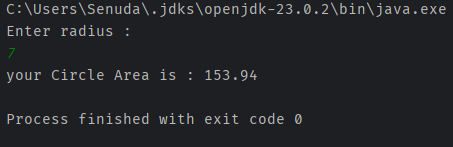 C:\Users\Senuda\.jdks\openjdk-23.0.2\bin\java.exe
Enter radius :
7
your Circle Area is : 153.94
Process finished with exit code 0